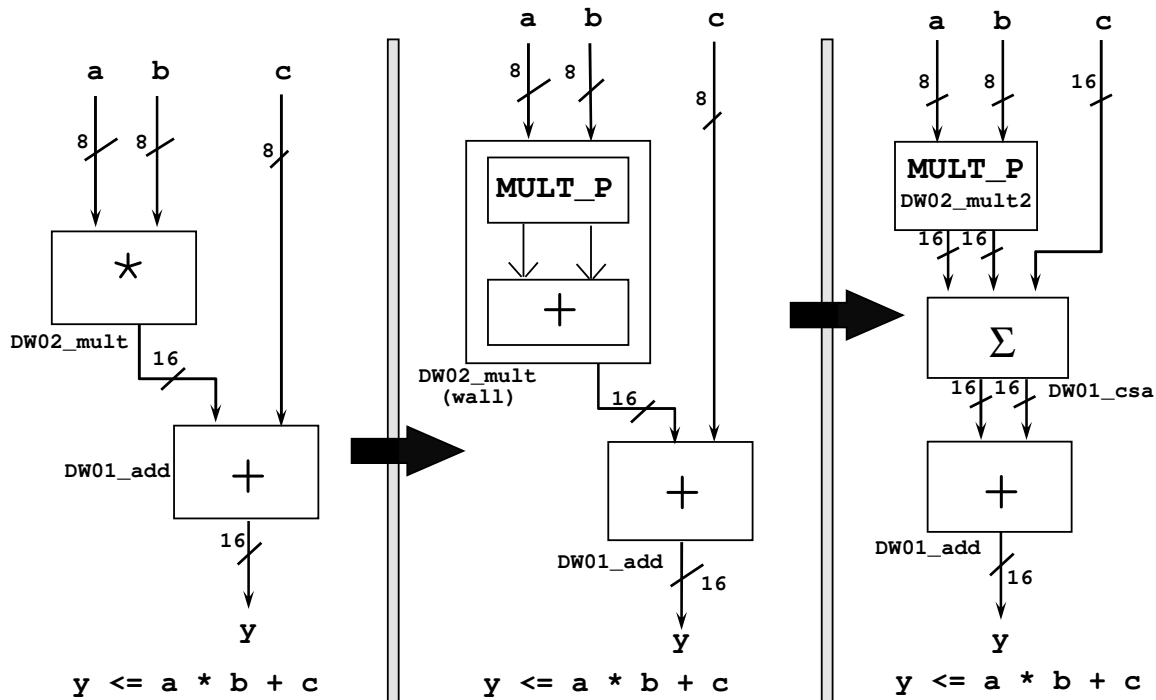 a b c
8 8 8
*
DW02_mult
16
DW01_add
+
16
y
y <= a * b + c
a b c
8 8 8
MULT_P
+
DW02_mult
(wall)
16
+
DW01_add
16
y
y <= a * b + c
a b c
8 8 16
MULT_P
DW02_mult2
16 16
Σ
16 16
DW01_csa
+
DW01_add
16
y
y <= a * b + c